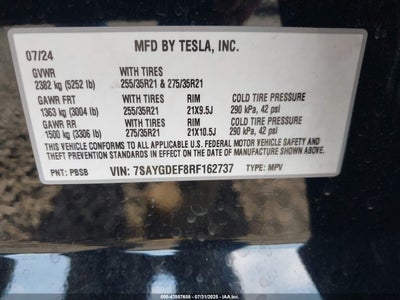 MFD BY TESLA, INC.
07/24
GVWR WITH TIRES
2382 kg (5252 lb) 255/35R21 & 275/35R21
GAWR FRT WITH TIRES RIM COLD TIRE PRESSURE
1363 kg (3004 lb) 255/35R21 21X9.5J 290 kPa, 42 psi
GAWR RR WITH TIRES RIM COLD TIRE PRESSURE
1500 kg (3306 lb) 275/35R21 21X10.5J 290 kPa, 42 psi
THIS VEHICLE CONFORMS TO ALL APPLICABLE U.S. FEDERAL MOTOR VEHICLE SAFETY,
BUMPER, AND THEFT PREVENTION STANDARDS IN EFFECT ON THE DATE OF MANUFACTURE SHOWN ABOVE.
PNT: PBSB VIN: 7SAYGDEF8RF162737 TYPE: MPV